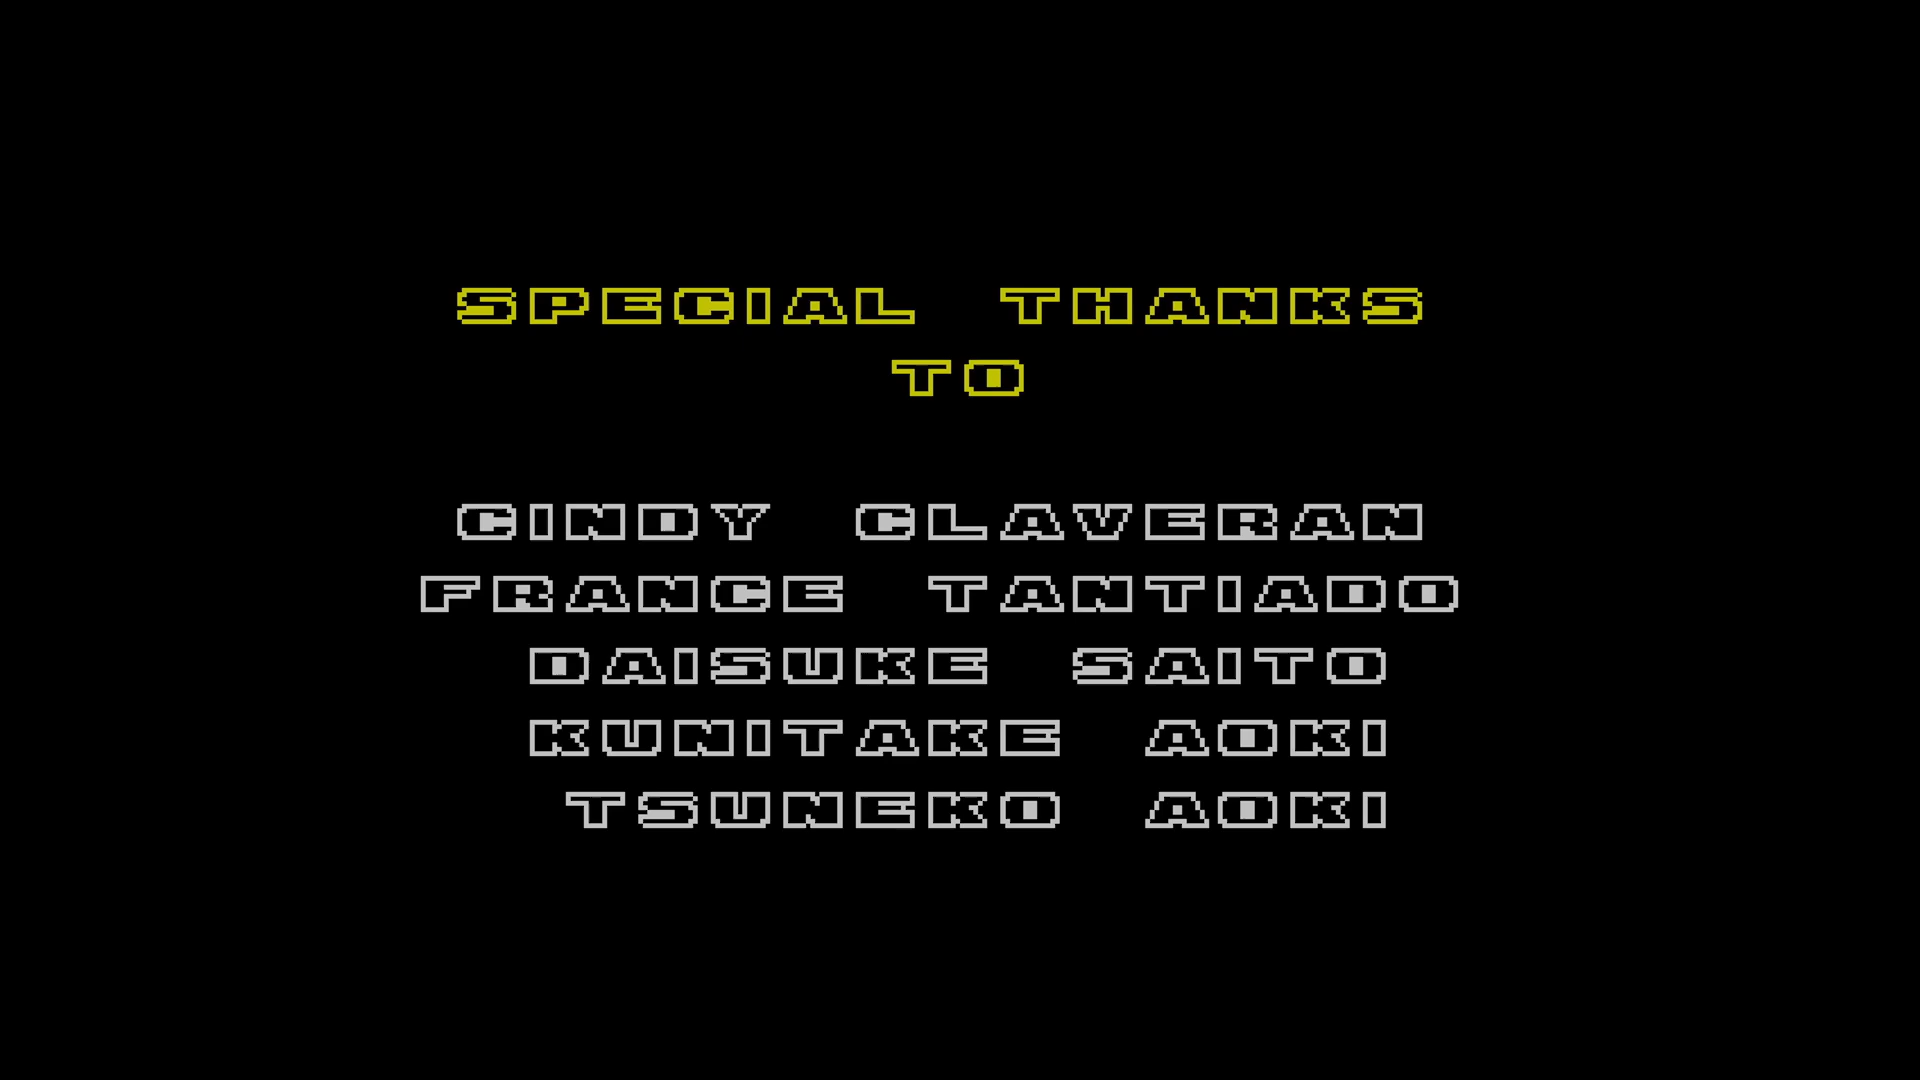 SPECIAL THANKS
TO
CINDY CLAVERAN
FRANCE TANTIADO
DAISUKE SAITO
KUNITAKE AOKI
TSUNEKO AOKI